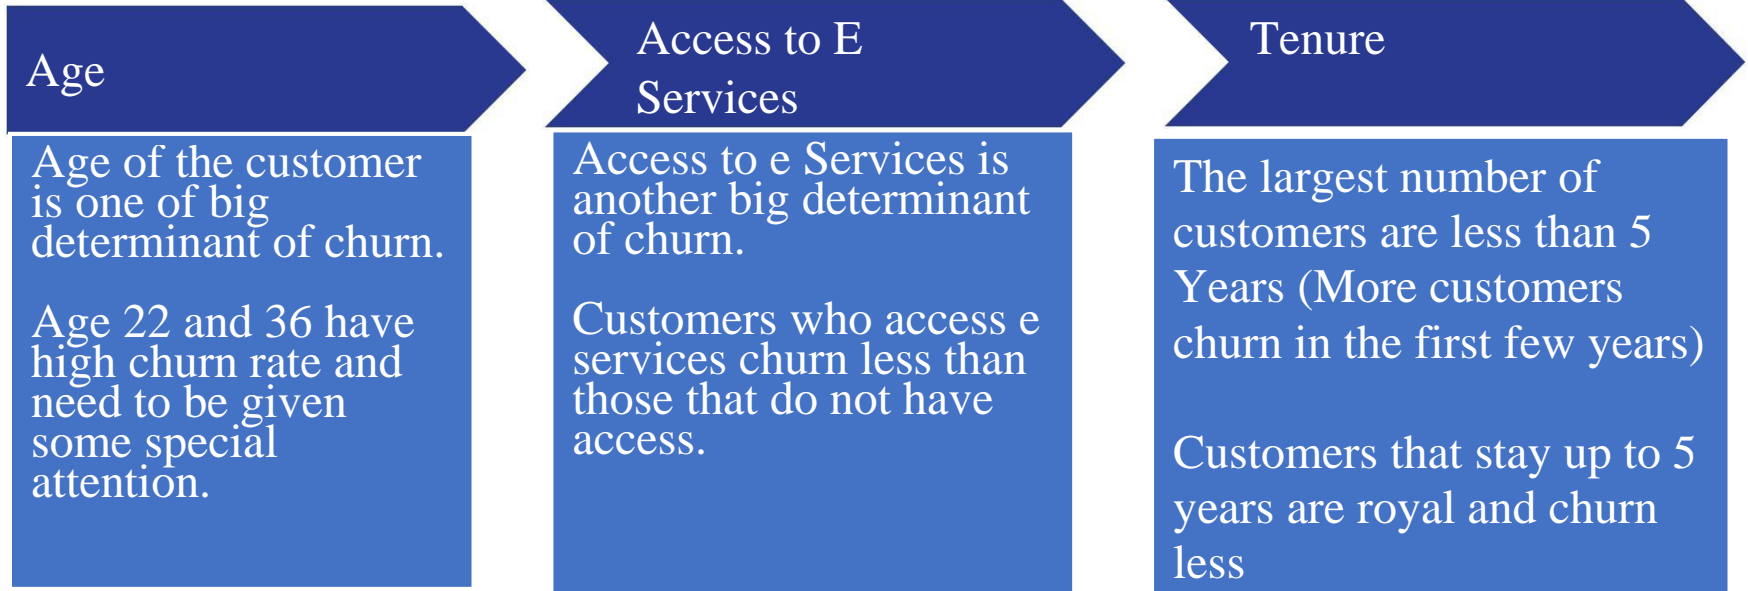 Age
Age of the customer
is one of big
determinant of churn.
Age 22 and 36 have
high churn rate and
need to be given
some special
attention.
Access to E
Services
Access to e Services is
another big determinant
of churn.
Customers who access e
services churn less than
those that do not have
access.
Tenure
The largest number of
customers are less than 5
Years (More customers
churn in the first few years)
Customers that stay up to 5
years are royal and churn
less